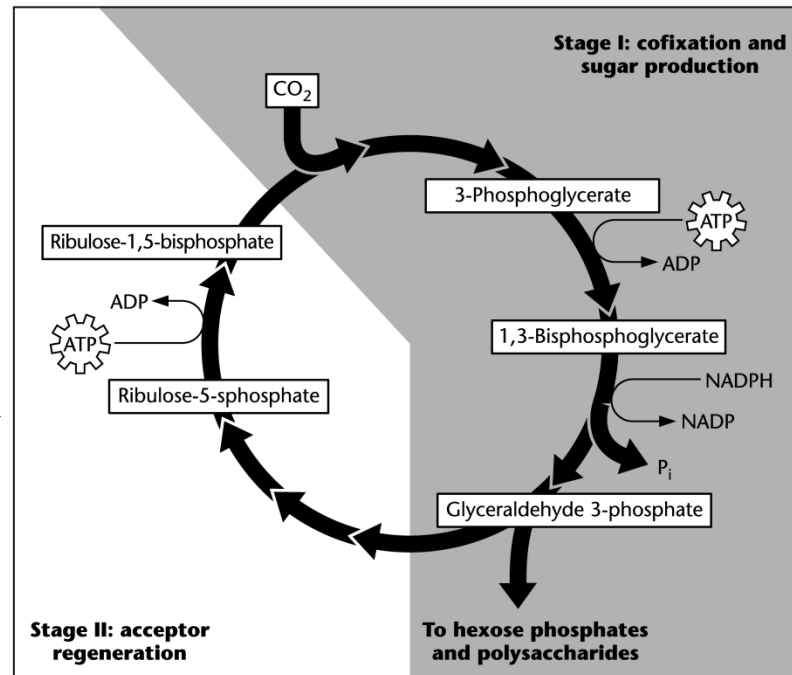 Stage I: cofixation and
sugar production
CO₂
3-Phosphoglycerate
ATP
ADP
Ribulose-1,5-bisphosphate
ADP
ATP
1,3-Bisphosphoglycerate
NADPH
NADP
Ribulose-5-sphosphate
Pᵢ
Glyceraldehyde 3-phosphate
Stage II: acceptor
regeneration
To hexose phosphates
and polysaccharides